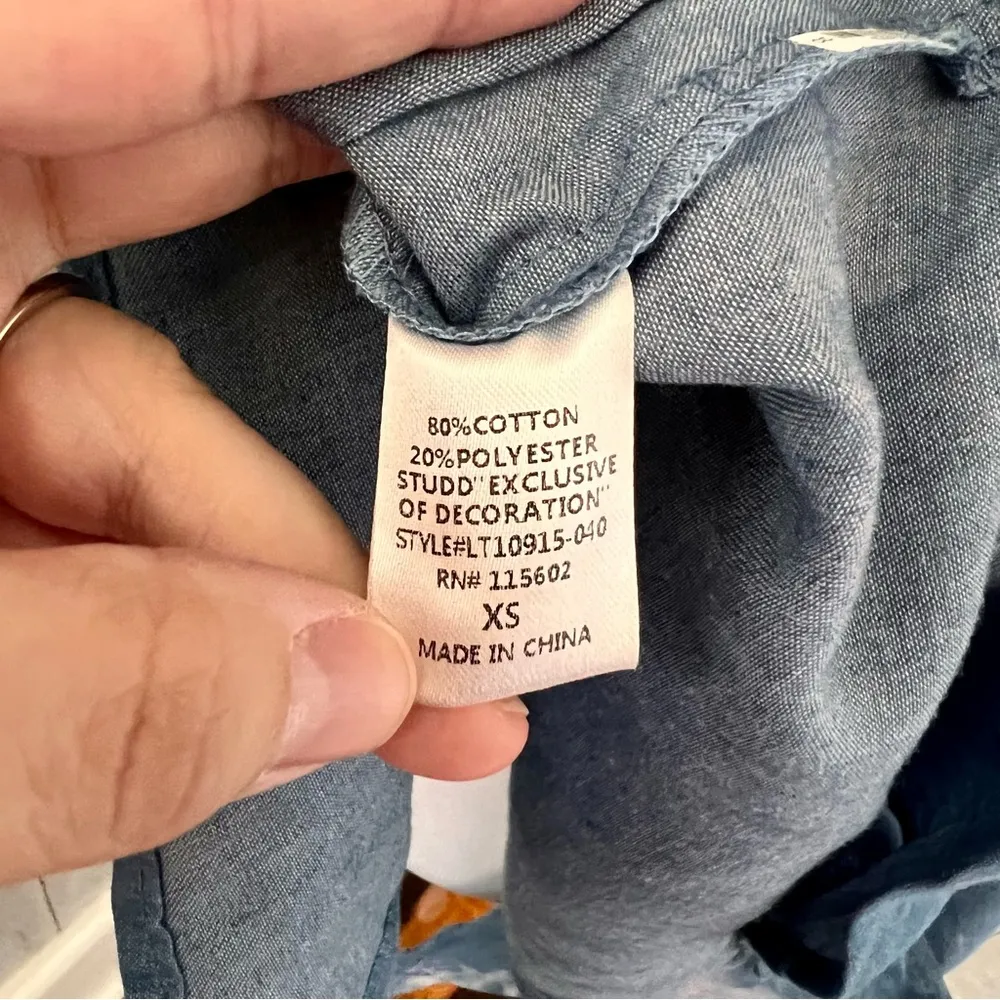 80%COTTON
20%POLYESTER
STUDD"EXCLUSIVE
OF DECORATION"
STYLE#LT10915-040
RN# 115602
XS
MADE IN CHINA